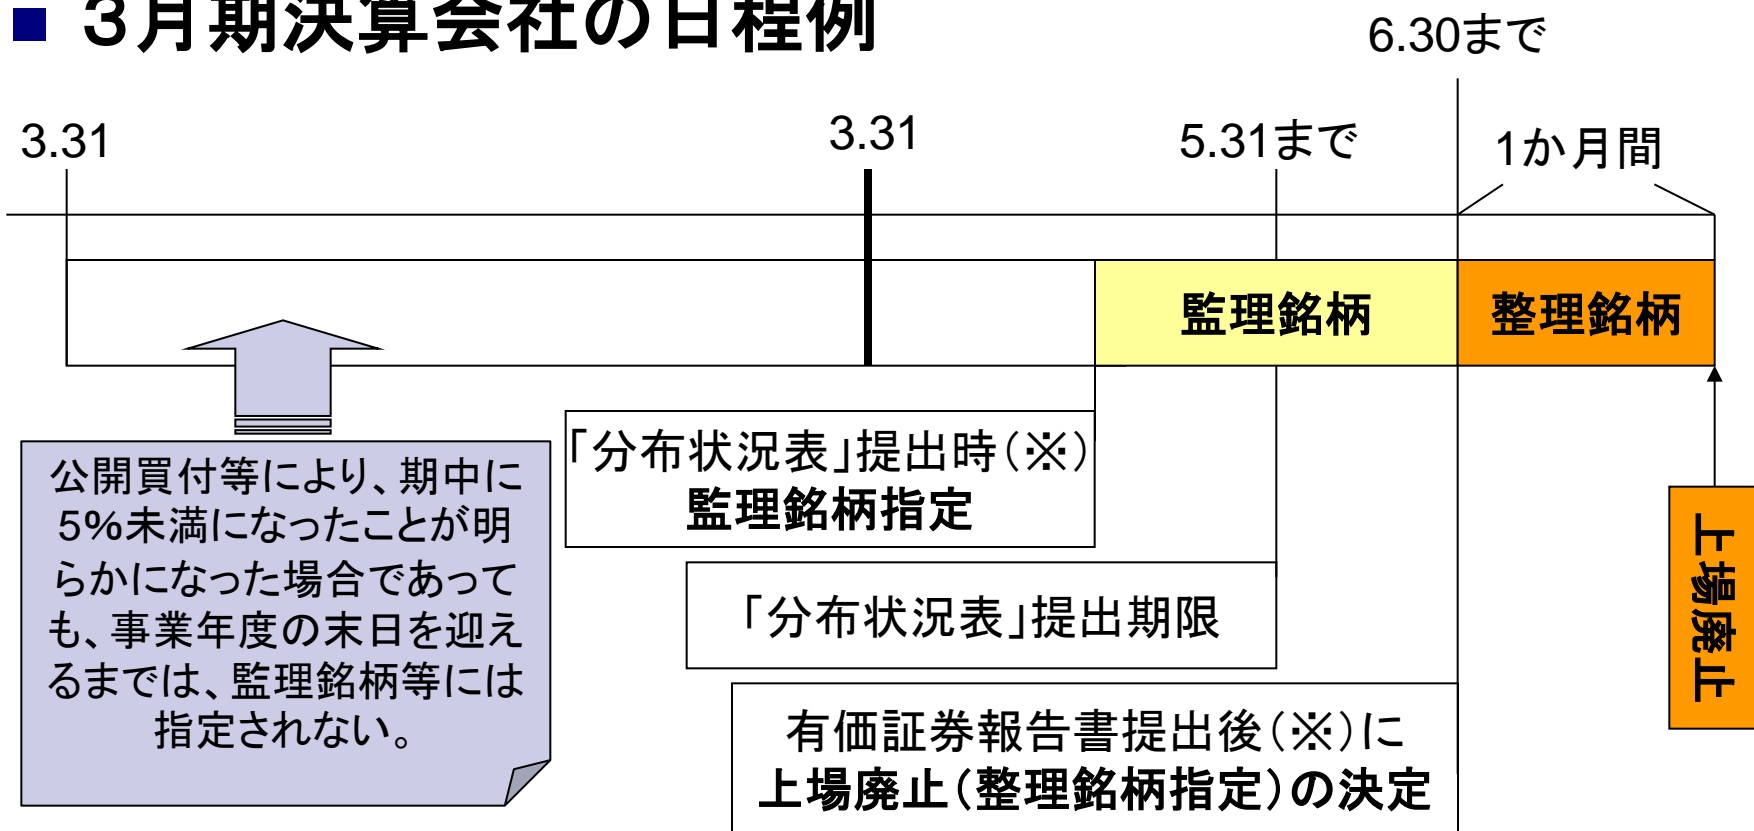 ■ 3月期決算会社の日程例
6.30まで
3.31
3.31
5.31まで
1か月間
監理銘柄
整理銘柄
「分布状況表」提出時(※)
監理銘柄指定
公開買付等により、期中に
5%未満になったことが明
らかになった場合であって
も、事業年度の末日を迎え
るまでは、監理銘柄等には
指定されない。
「分布状況表」提出期限
有価証券報告書提出後(※)に
上場廃止(整理銘柄指定)の決定
上場廃止